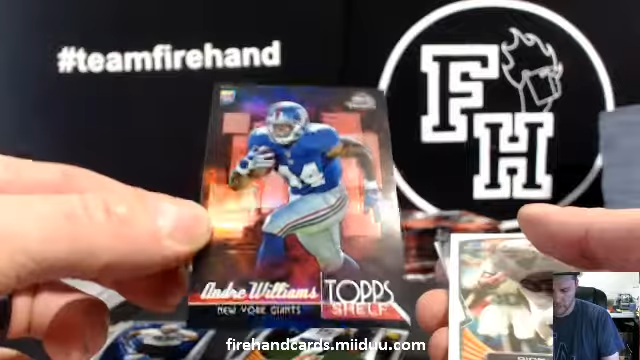 #teamfirehand
FH
44
Andre Williams
NEW YORK GIANTS
TOPPS
SHELF
firehandcards.miiduu.com